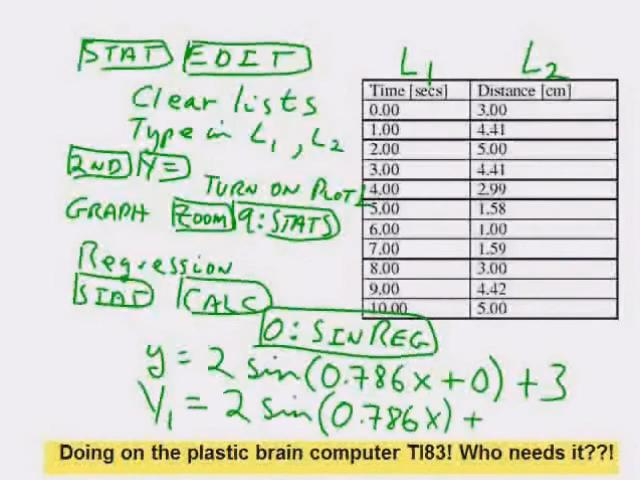 STAT EDIT
Clear lists
Type in L1, L2
2ND Y=
TURN ON PLOT1
GRAPH ZOOM 9:STATS
Regression
STAT CALC
0:SINREG
y = 2 sin(0.786x + 0) + 3
Y1 = 2 sin(0.786x) +
L1 L2
Time [secs] Distance [cm]
0.00 3.00
1.00 4.41
2.00 5.00
3.00 4.41
4.00 2.99
5.00 1.58
6.00 1.00
7.00 1.59
8.00 3.00
9.00 4.42
10.00 5.00
Doing on the plastic brain computer TI83! Who needs it??!